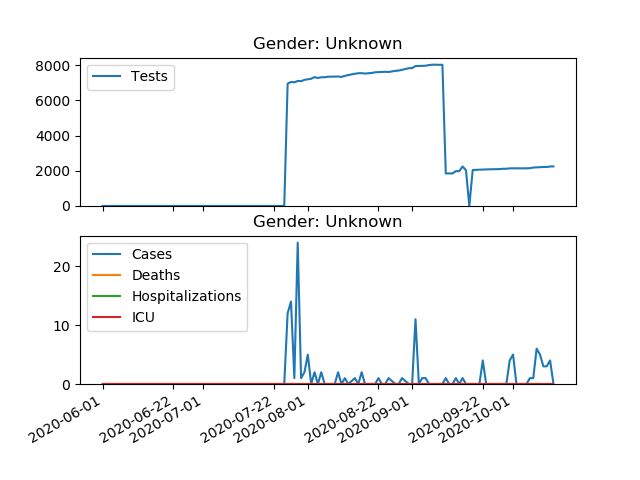 Gender: Unknown
8000
6000
4000
2000
0
Tests
Gender: Unknown
20
10
0
Cases
Deaths
Hospitalizations
ICU
2020-06-01
2020-06-22
2020-07-01
2020-07-22
2020-08-01
2020-08-22
2020-09-01
2020-09-22
2020-10-01